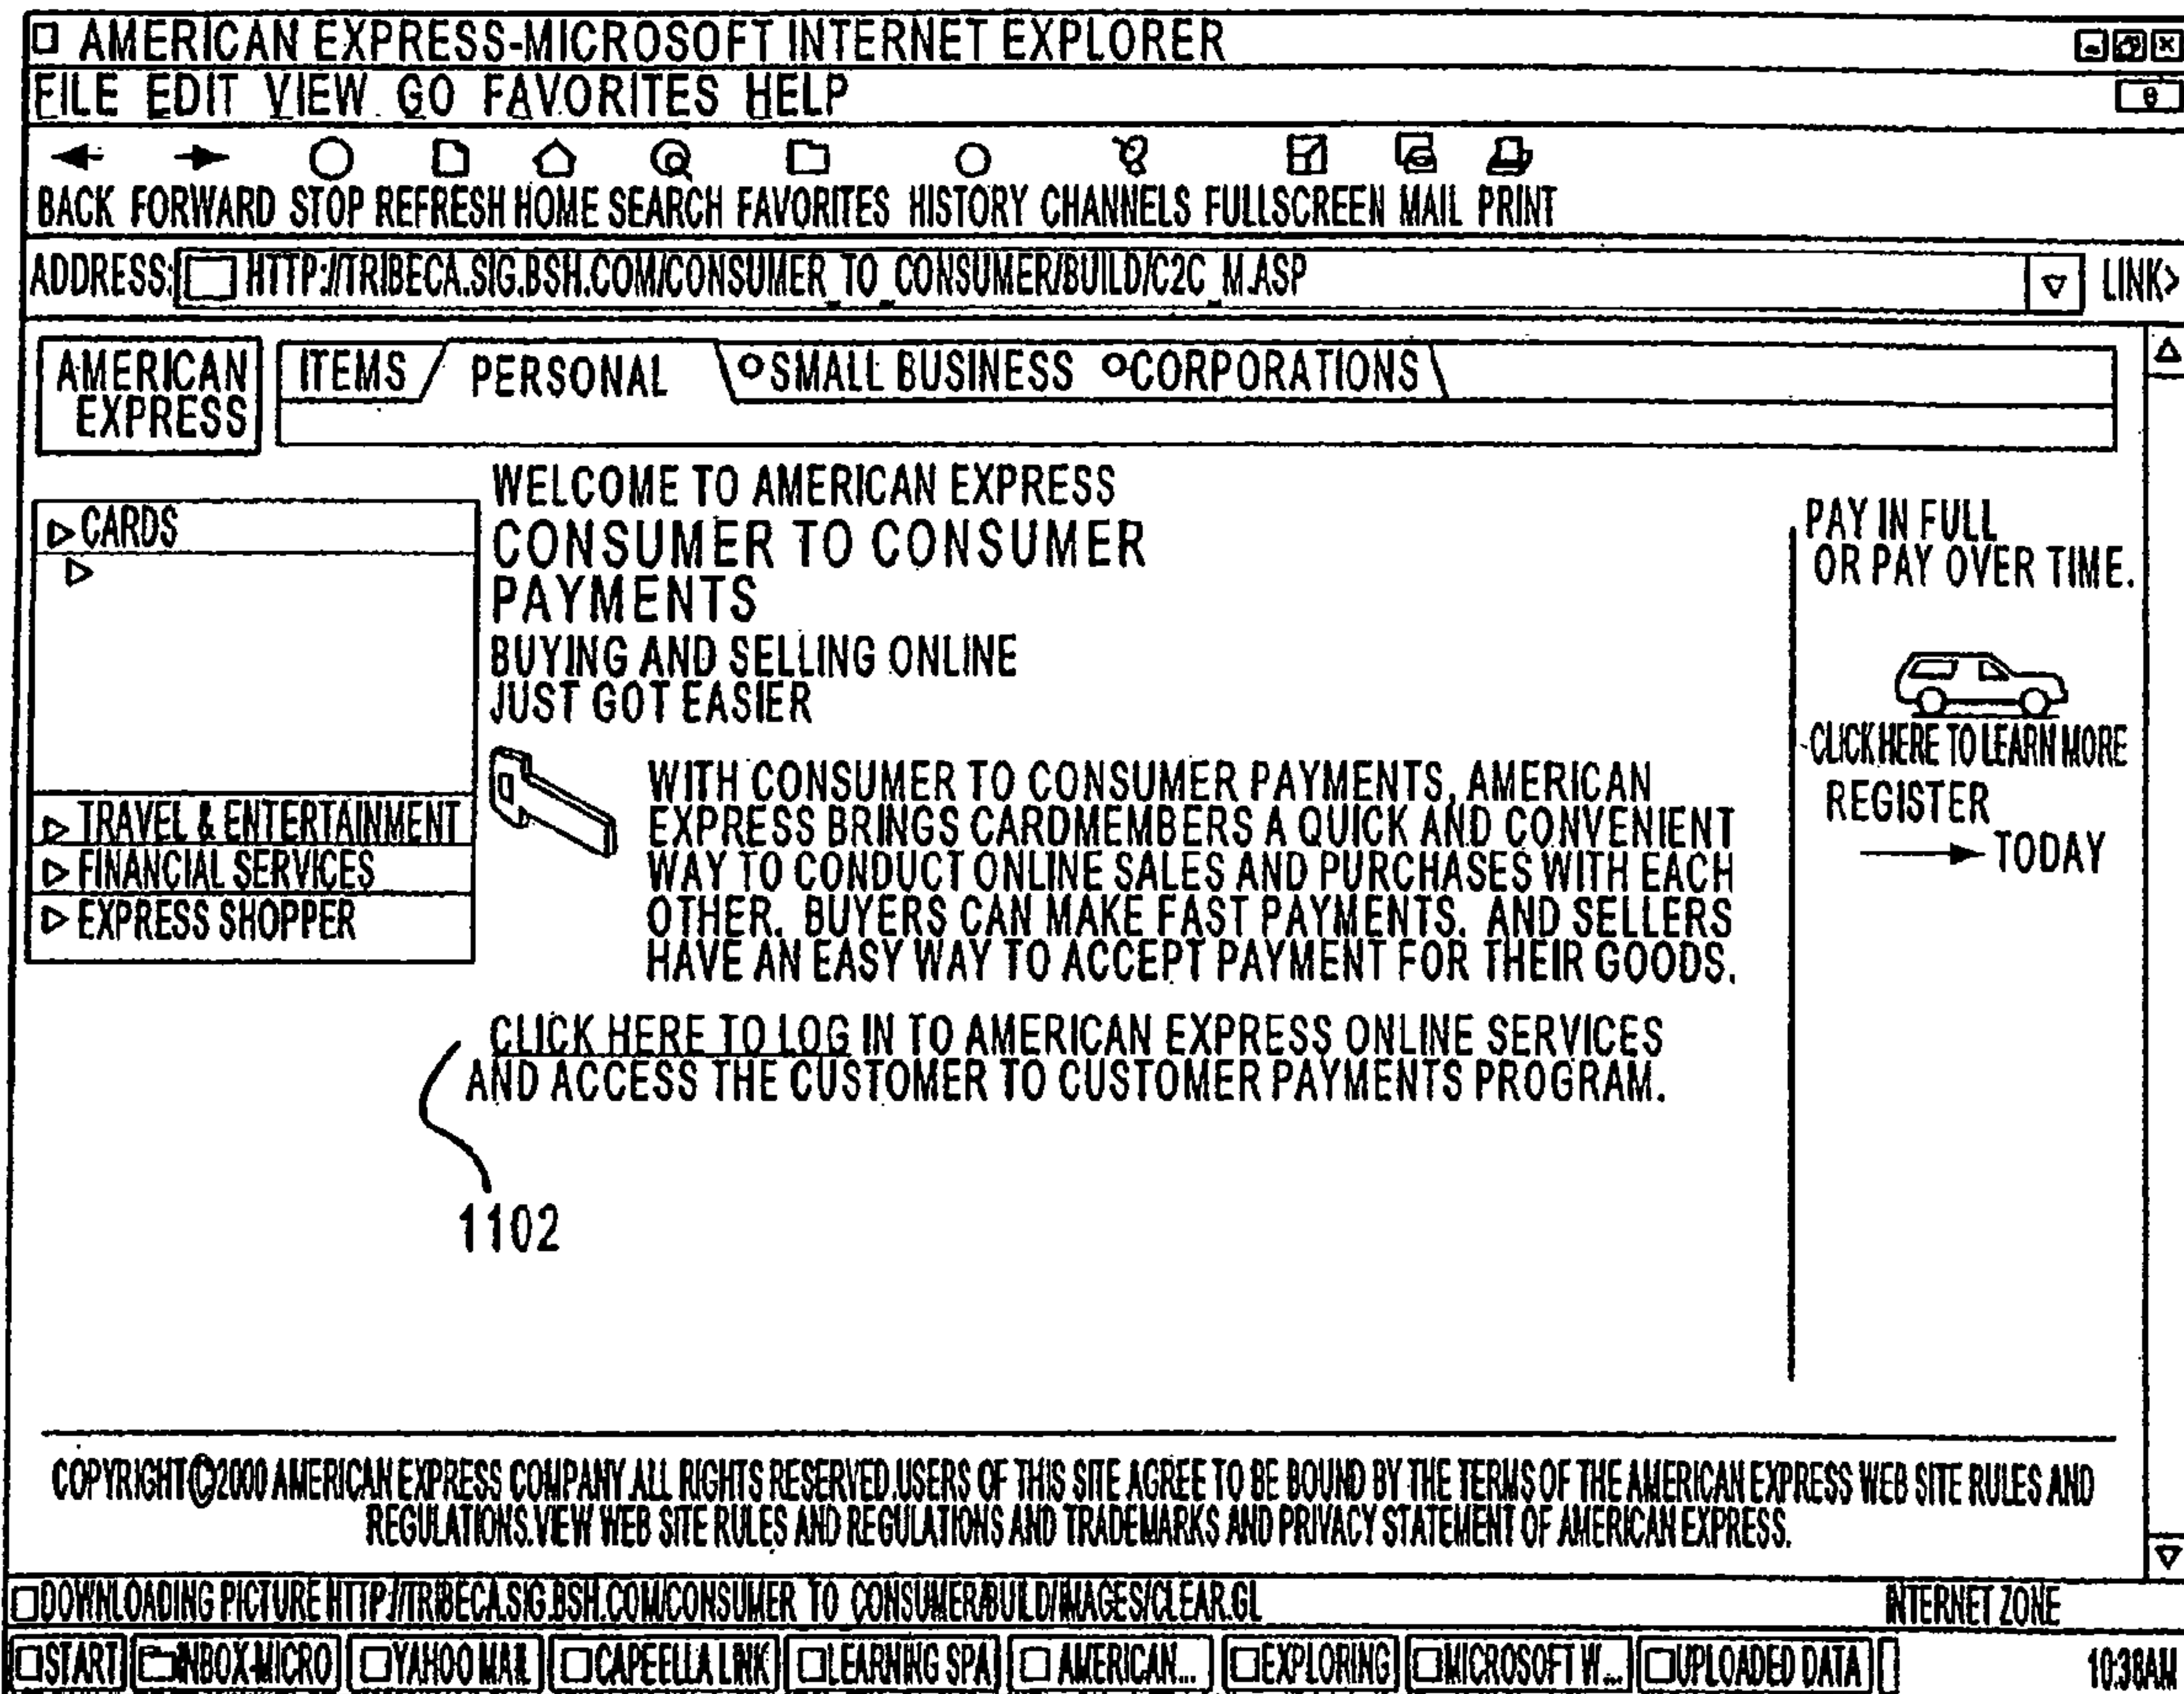 AMERICAN EXPRESS-MICROSOFT INTERNET EXPLORER
FILE EDIT VIEW GO FAVORITES HELP
BACK FORWARD STOP REFRESH HOME SEARCH FAVORITES HISTORY CHANNELS FULLSCREEN MAIL PRINT
ADDRESS: HTTP://TRIBECA.SIG.BSH.COM/CONSUMER_TO_CONSUMER/BUILD/C2C_M.ASP LINK>
AMERICAN
EXPRESS
ITEMS PERSONAL SMALL BUSINESS CORPORATIONS
CARDS
TRAVEL & ENTERTAINMENT
FINANCIAL SERVICES
EXPRESS SHOPPER
WELCOME TO AMERICAN EXPRESS
CONSUMER TO CONSUMER
PAYMENTS
BUYING AND SELLING ONLINE
JUST GOT EASIER
WITH CONSUMER TO CONSUMER PAYMENTS, AMERICAN
EXPRESS BRINGS CARDMEMBERS A QUICK AND CONVENIENT
WAY TO CONDUCT ONLINE SALES AND PURCHASES WITH EACH
OTHER. BUYERS CAN MAKE FAST PAYMENTS. AND SELLERS
HAVE AN EASY WAY TO ACCEPT PAYMENT FOR THEIR GOODS.
CLICK HERE TO LOG IN TO AMERICAN EXPRESS ONLINE SERVICES
AND ACCESS THE CUSTOMER TO CUSTOMER PAYMENTS PROGRAM.
1102
PAY IN FULL
OR PAY OVER TIME.
CLICK HERE TO LEARN MORE
REGISTER
TODAY
COPYRIGHT©2000 AMERICAN EXPRESS COMPANY ALL RIGHTS RESERVED.USERS OF THIS SITE AGREE TO BE BOUND BY THE TERMS OF THE AMERICAN EXPRESS WEB SITE RULES AND
REGULATIONS.VIEW WEB SITE RULES AND REGULATIONS AND TRADEMARKS AND PRIVACY STATEMENT OF AMERICAN EXPRESS.
DOWNLOADING PICTURE HTTP://TRIBECA.SIG.BSH.COM/CONSUMER_TO_CONSUMER/BUILD/IMAGES/CLEAR.GL INTERNET ZONE
START INBOX-MICRO YAHOO MAIL CAPEELLA LINK LEARNING SPA AMERICAN... EXPLORING MICROSOFT W... UPLOADED DATA 10:38AM